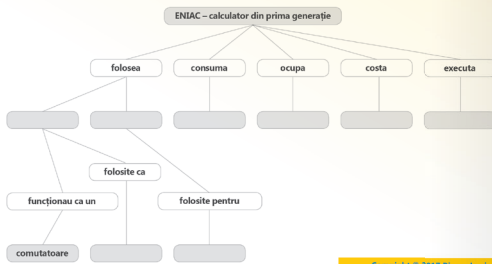 ENIAC – calculator din prima generație
folosea
consuma
ocupa
costa
executa
folosite ca
funcționau ca un
folosite pentru
comutatoare